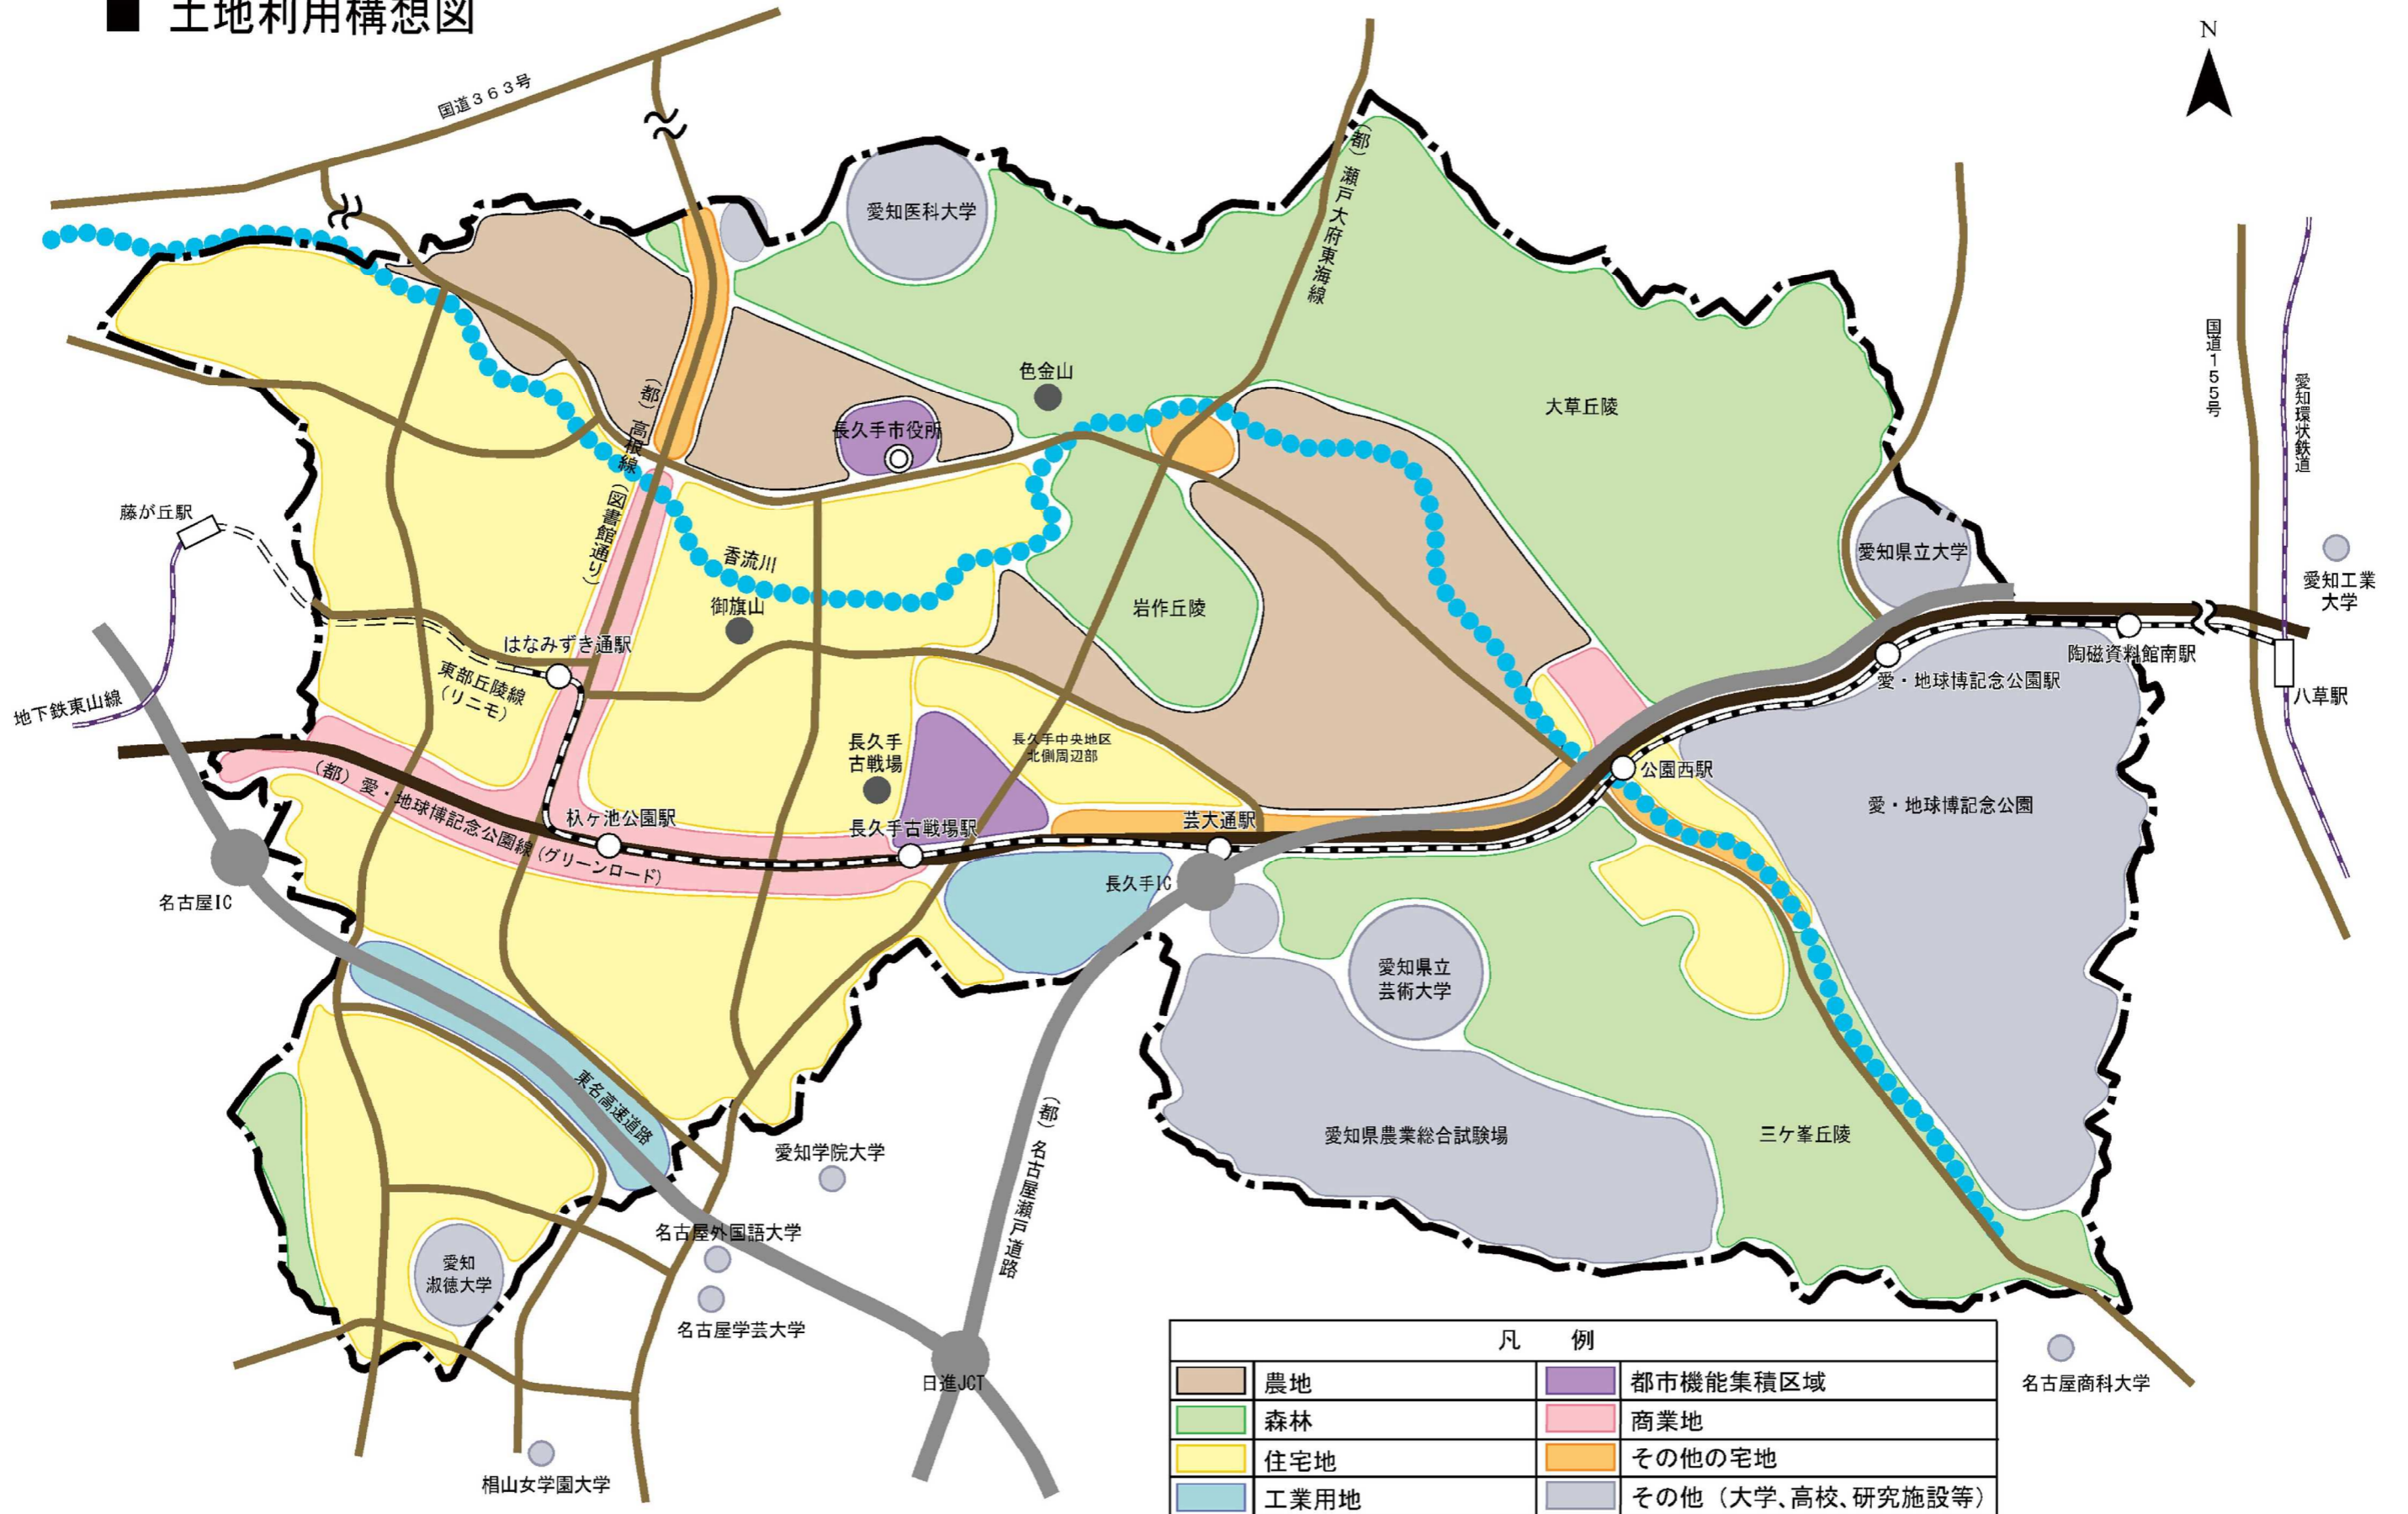 ■ 土地利用構想図
N
国道３６３号
(都) 瀬戸大府東海線
愛知医科大学
国道１５５号
愛知環状鉄道
色金山
大草丘陵
(都) 高根線 (図書館通り)
長久手市役所
藤が丘駅
愛知県立大学
愛知工業
大学
香流川
御旗山
岩作丘陵
はなみずき通駅
東部丘陵線
(リニモ)
陶磁資料館南駅
愛・地球博記念公園駅
八草駅
地下鉄東山線
長久手
古戦場
長久手中央地区
北側周辺部
公園西駅
愛・地球博記念公園
(都) 愛・地球博記念公園線 (グリーンロード)
杁ヶ池公園駅
長久手古戦場駅
芸大通駅
長久手IC
名古屋IC
愛知県立
芸術大学
東名高速道路
愛知県農業総合試験場
三ケ峯丘陵
(都) 名古屋瀬戸道路
愛知学院大学
名古屋外国語大学
愛知
淑徳大学
名古屋学芸大学
日進JCT
名古屋商科大学
椙山女学園大学
凡　例
農地
都市機能集積区域
森林
商業地
住宅地
その他の宅地
工業用地
その他（大学、高校、研究施設等）